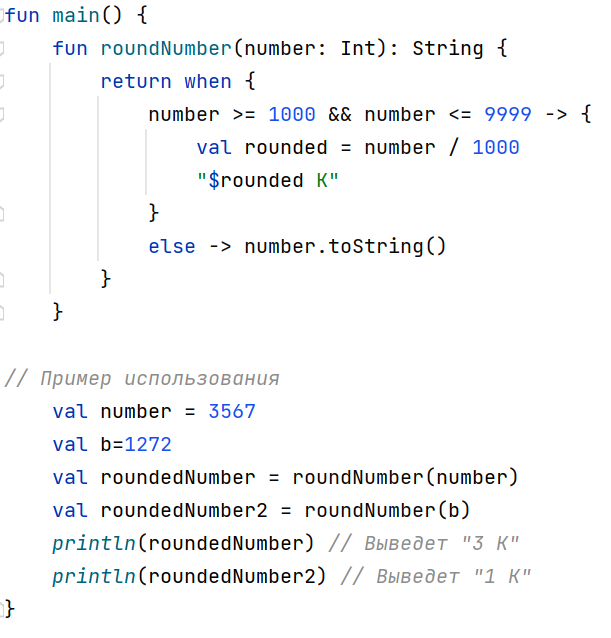 fun main() {
    fun roundNumber(number: Int): String {
        return when {
            number >= 1000 && number <= 9999 -> {
                val rounded = number / 1000
                "$rounded К"
            }
            else -> number.toString()
        }
    }

// Пример использования
    val number = 3567
    val b=1272
    val roundedNumber = roundNumber(number)
    val roundedNumber2 = roundNumber(b)
    println(roundedNumber) // Выведет "3 К"
    println(roundedNumber2) // Выведет "1 К"
}